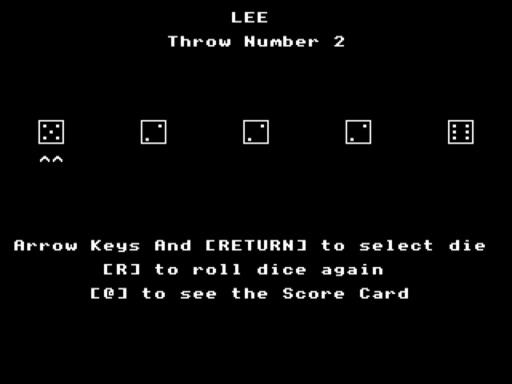 LEE
Throw Number 2
^^
Arrow Keys And [RETURN] to select die
[R] to roll dice again
[@] to see the Score Card